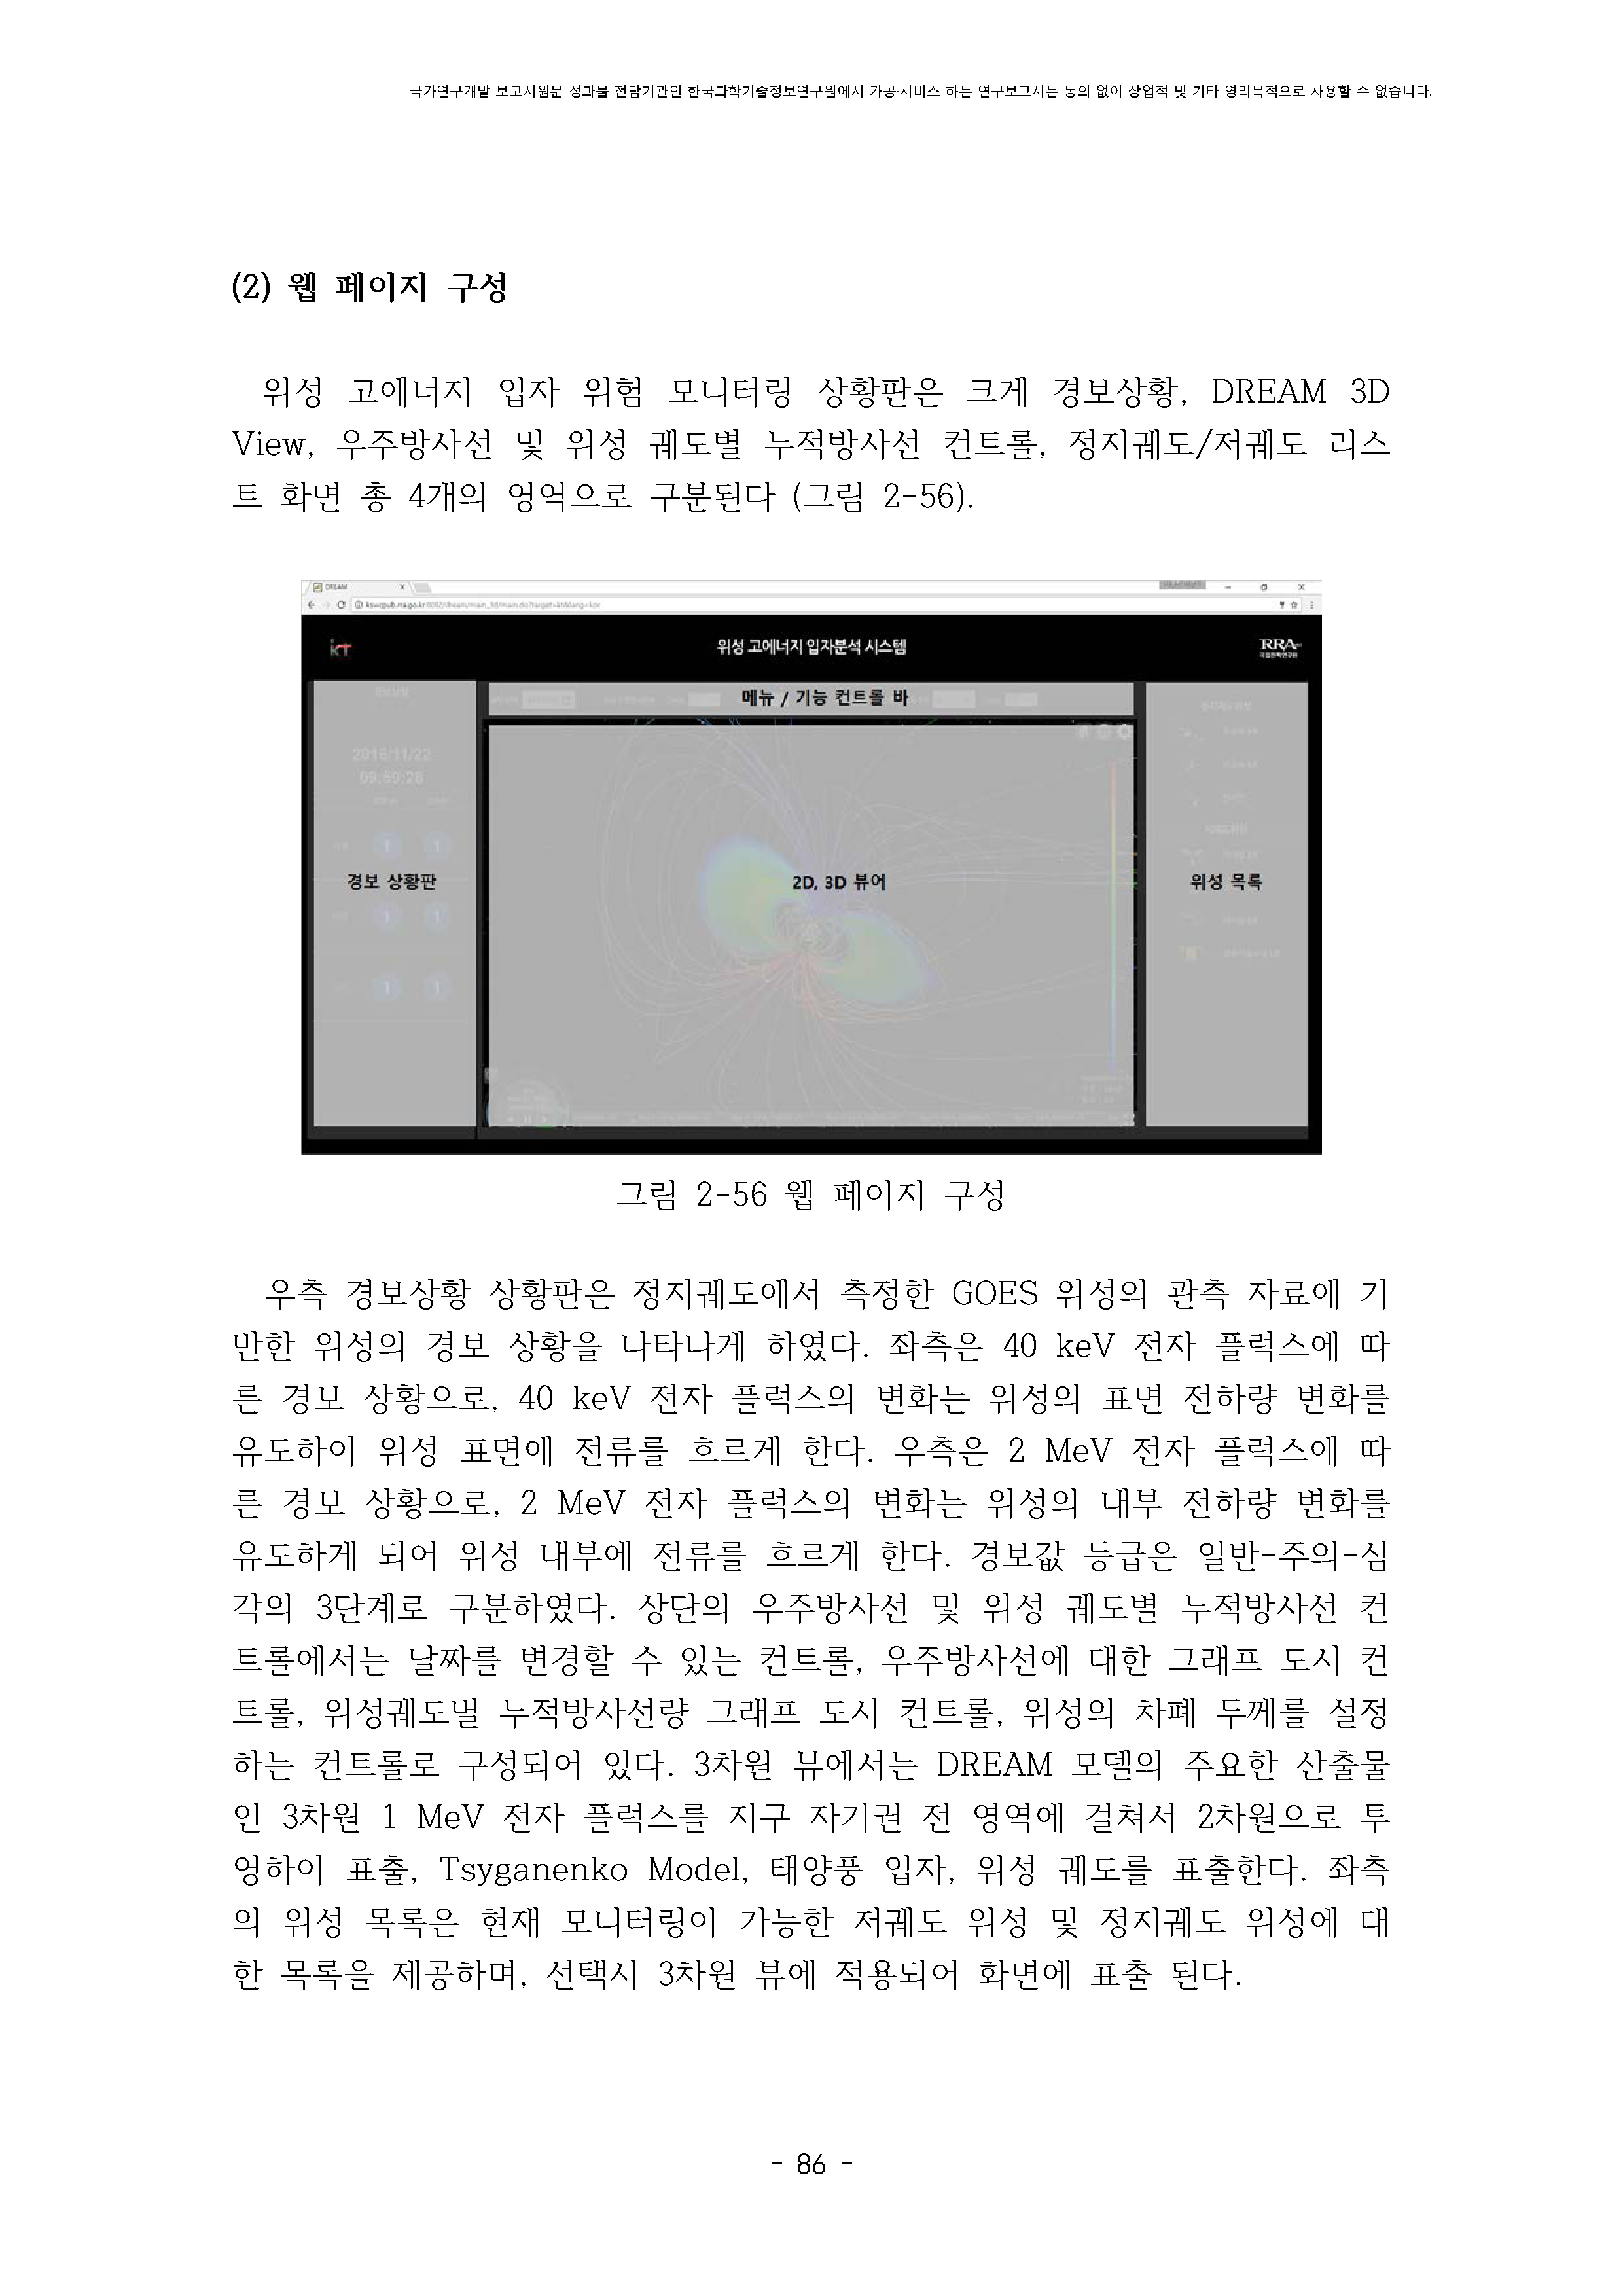 국가연구개발 보고서원문 성과물 전담기관인 한국과학기술정보연구원에서 가공·서비스 하는 연구보고서는 동의 없이 상업적 및 기타 영리목적으로 사용할 수 없습니다.
(2) 웹 페이지 구성
위성 고에너지 입자 위험 모니터링 상황판은 크게 경보상황, DREAM 3D
View, 우주방사선 및 위성 궤도별 누적방사선 컨트롤, 정지궤도/저궤도 리스
트 화면 총 4개의 영역으로 구분된다 (그림 2-56).
DREAM
위성 고에너지 입자분석 시스템
RRA
국립전파연구원
메뉴 / 기능 컨트롤 바
2016/11/22
09:59:28
1 1
경보 상황판
2D, 3D 뷰어
위성 목록
1 1
1 1
그림 2-56 웹 페이지 구성
우측 경보상황 상황판은 정지궤도에서 측정한 GOES 위성의 관측 자료에 기
반한 위성의 경보 상황을 나타나게 하였다. 좌측은 40 keV 전자 플럭스에 따
른 경보 상황으로, 40 keV 전자 플럭스의 변화는 위성의 표면 전하량 변화를
유도하여 위성 표면에 전류를 흐르게 한다. 우측은 2 MeV 전자 플럭스에 따
른 경보 상황으로, 2 MeV 전자 플럭스의 변화는 위성의 내부 전하량 변화를
유도하게 되어 위성 내부에 전류를 흐르게 한다. 경보값 등급은 일반-주의-심
각의 3단계로 구분하였다. 상단의 우주방사선 및 위성 궤도별 누적방사선 컨
트롤에서는 날짜를 변경할 수 있는 컨트롤, 우주방사선에 대한 그래프 도시 컨
트롤, 위성궤도별 누적방사선량 그래프 도시 컨트롤, 위성의 차폐 두께를 설정
하는 컨트롤로 구성되어 있다. 3차원 뷰에서는 DREAM 모델의 주요한 산출물
인 3차원 1 MeV 전자 플럭스를 지구 자기권 전 영역에 걸쳐서 2차원으로 투
영하여 표출, Tsyganenko Model, 태양풍 입자, 위성 궤도를 표출한다. 좌측
의 위성 목록은 현재 모니터링이 가능한 저궤도 위성 및 정지궤도 위성에 대
한 목록을 제공하며, 선택시 3차원 뷰에 적용되어 화면에 표출 된다.
- 86 -